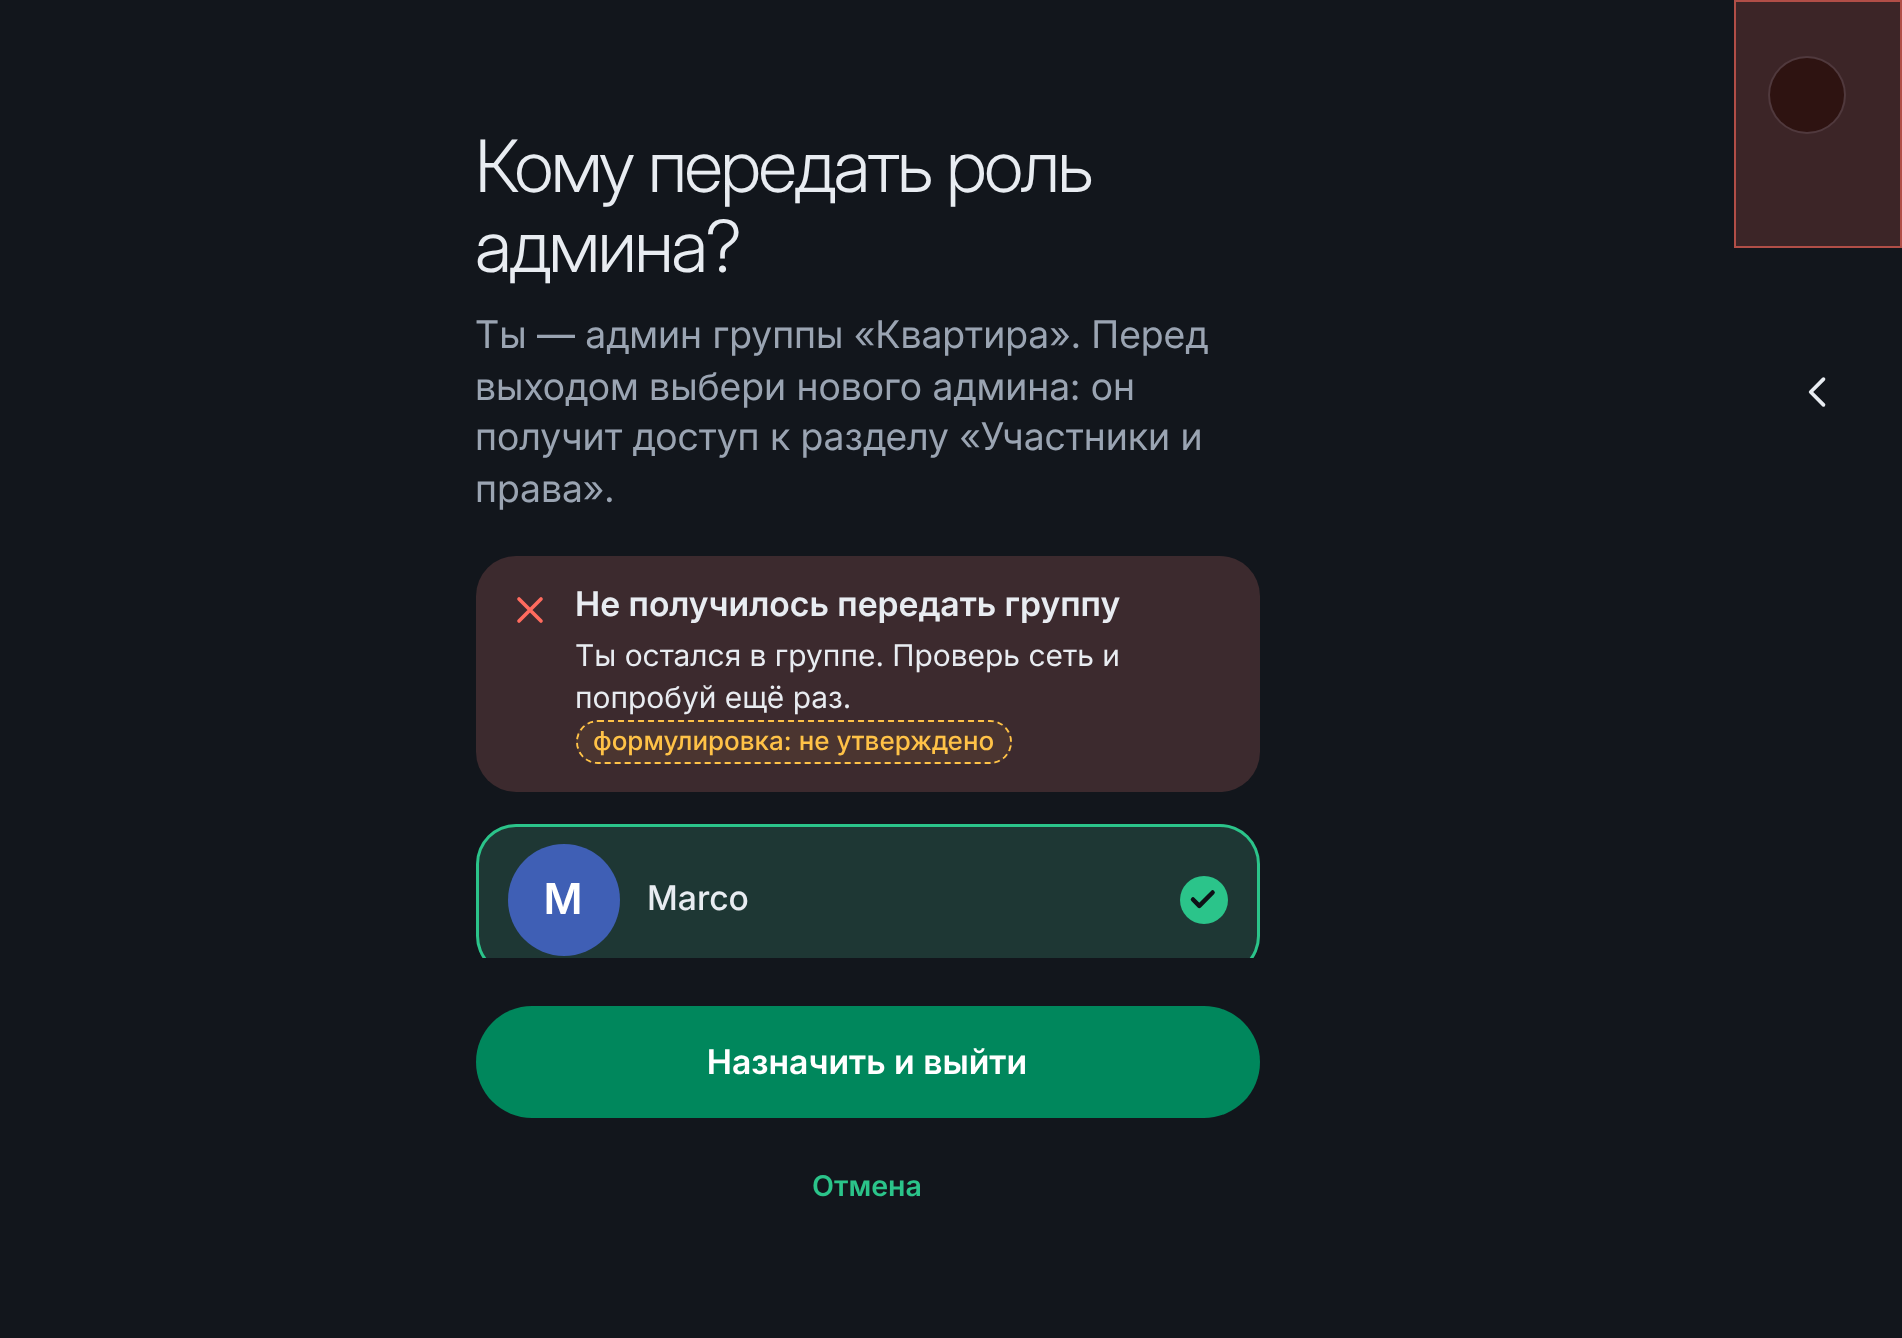 Кому передать роль
админа?
Ты — админ группы «Квартира». Перед
выходом выбери нового админа: он
получит доступ к разделу «Участники и
права».
Не получилось передать группу
Ты остался в группе. Проверь сеть и
попробуй ещё раз.
формулировка: не утверждено
M
Marco
Назначить и выйти
Отмена